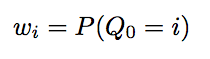 w_i = P(Q_0 = i)